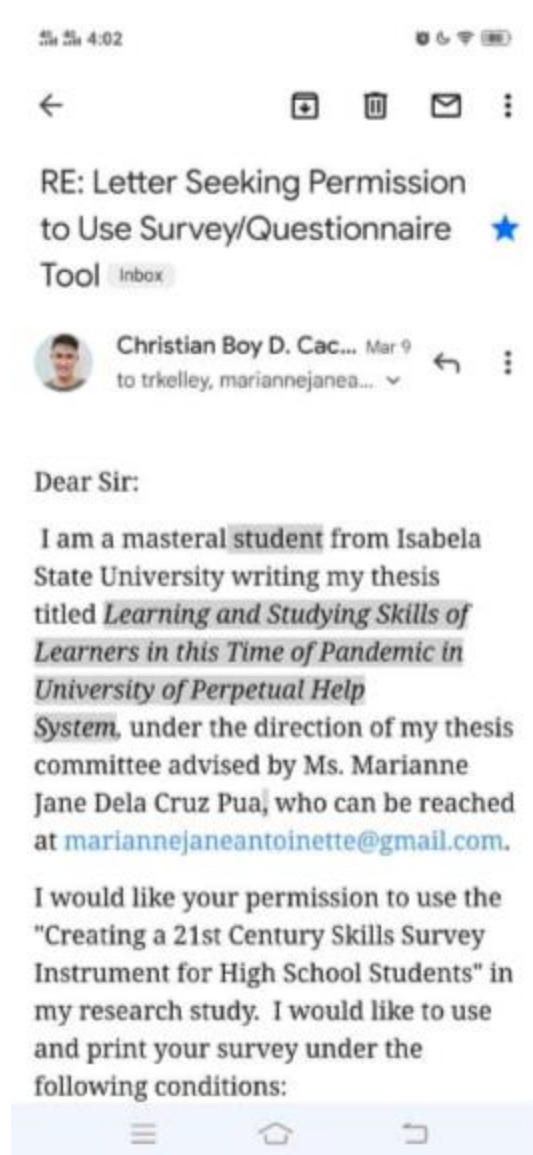 4:02
RE: Letter Seeking Permission
to Use Survey/Questionnaire
Tool Inbox
Christian Boy D. Cac... Mar 9
to trkelley, mariannejanea...
Dear Sir:
I am a masteral student from Isabela
State University writing my thesis
titled Learning and Studying Skills of
Learners in this Time of Pandemic in
University of Perpetual Help
System, under the direction of my thesis
committee advised by Ms. Marianne
Jane Dela Cruz Pua, who can be reached
at mariannejaneantoinette@gmail.com.
I would like your permission to use the
"Creating a 21st Century Skills Survey
Instrument for High School Students" in
my research study. I would like to use
and print your survey under the
following conditions: